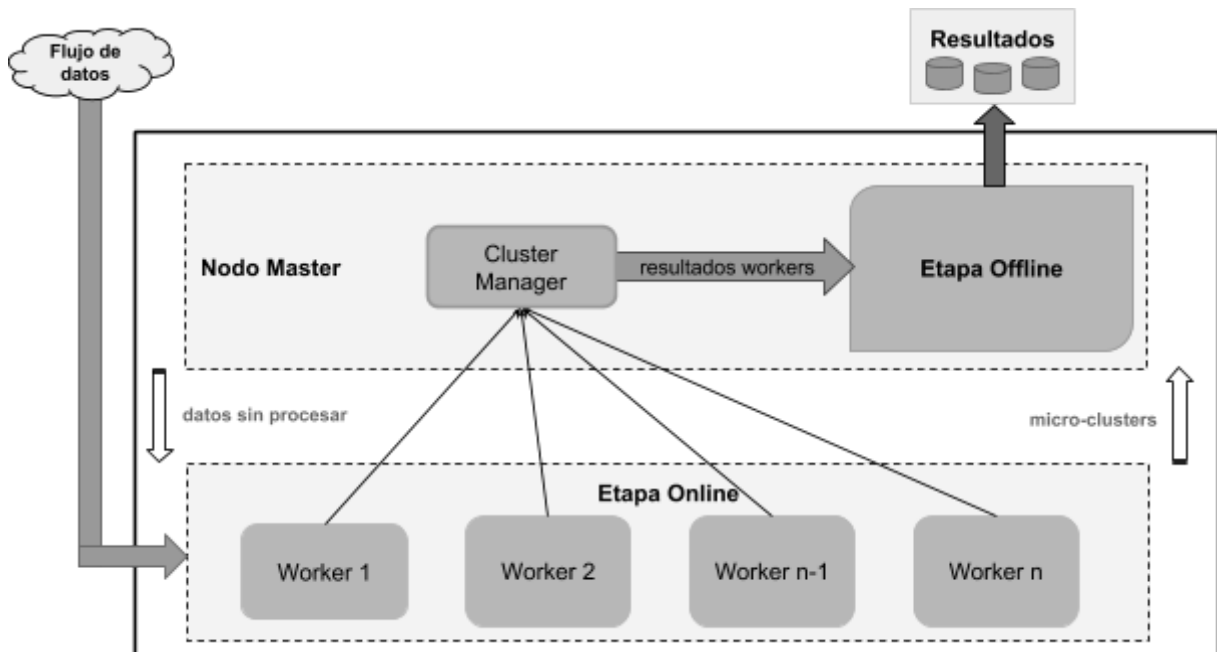 Flujo de
datos
Resultados
Nodo Master
Cluster
Manager
resultados workers
Etapa Offline
datos sin procesar
micro-clusters
Etapa Online
Worker 1
Worker 2
Worker n-1
Worker n